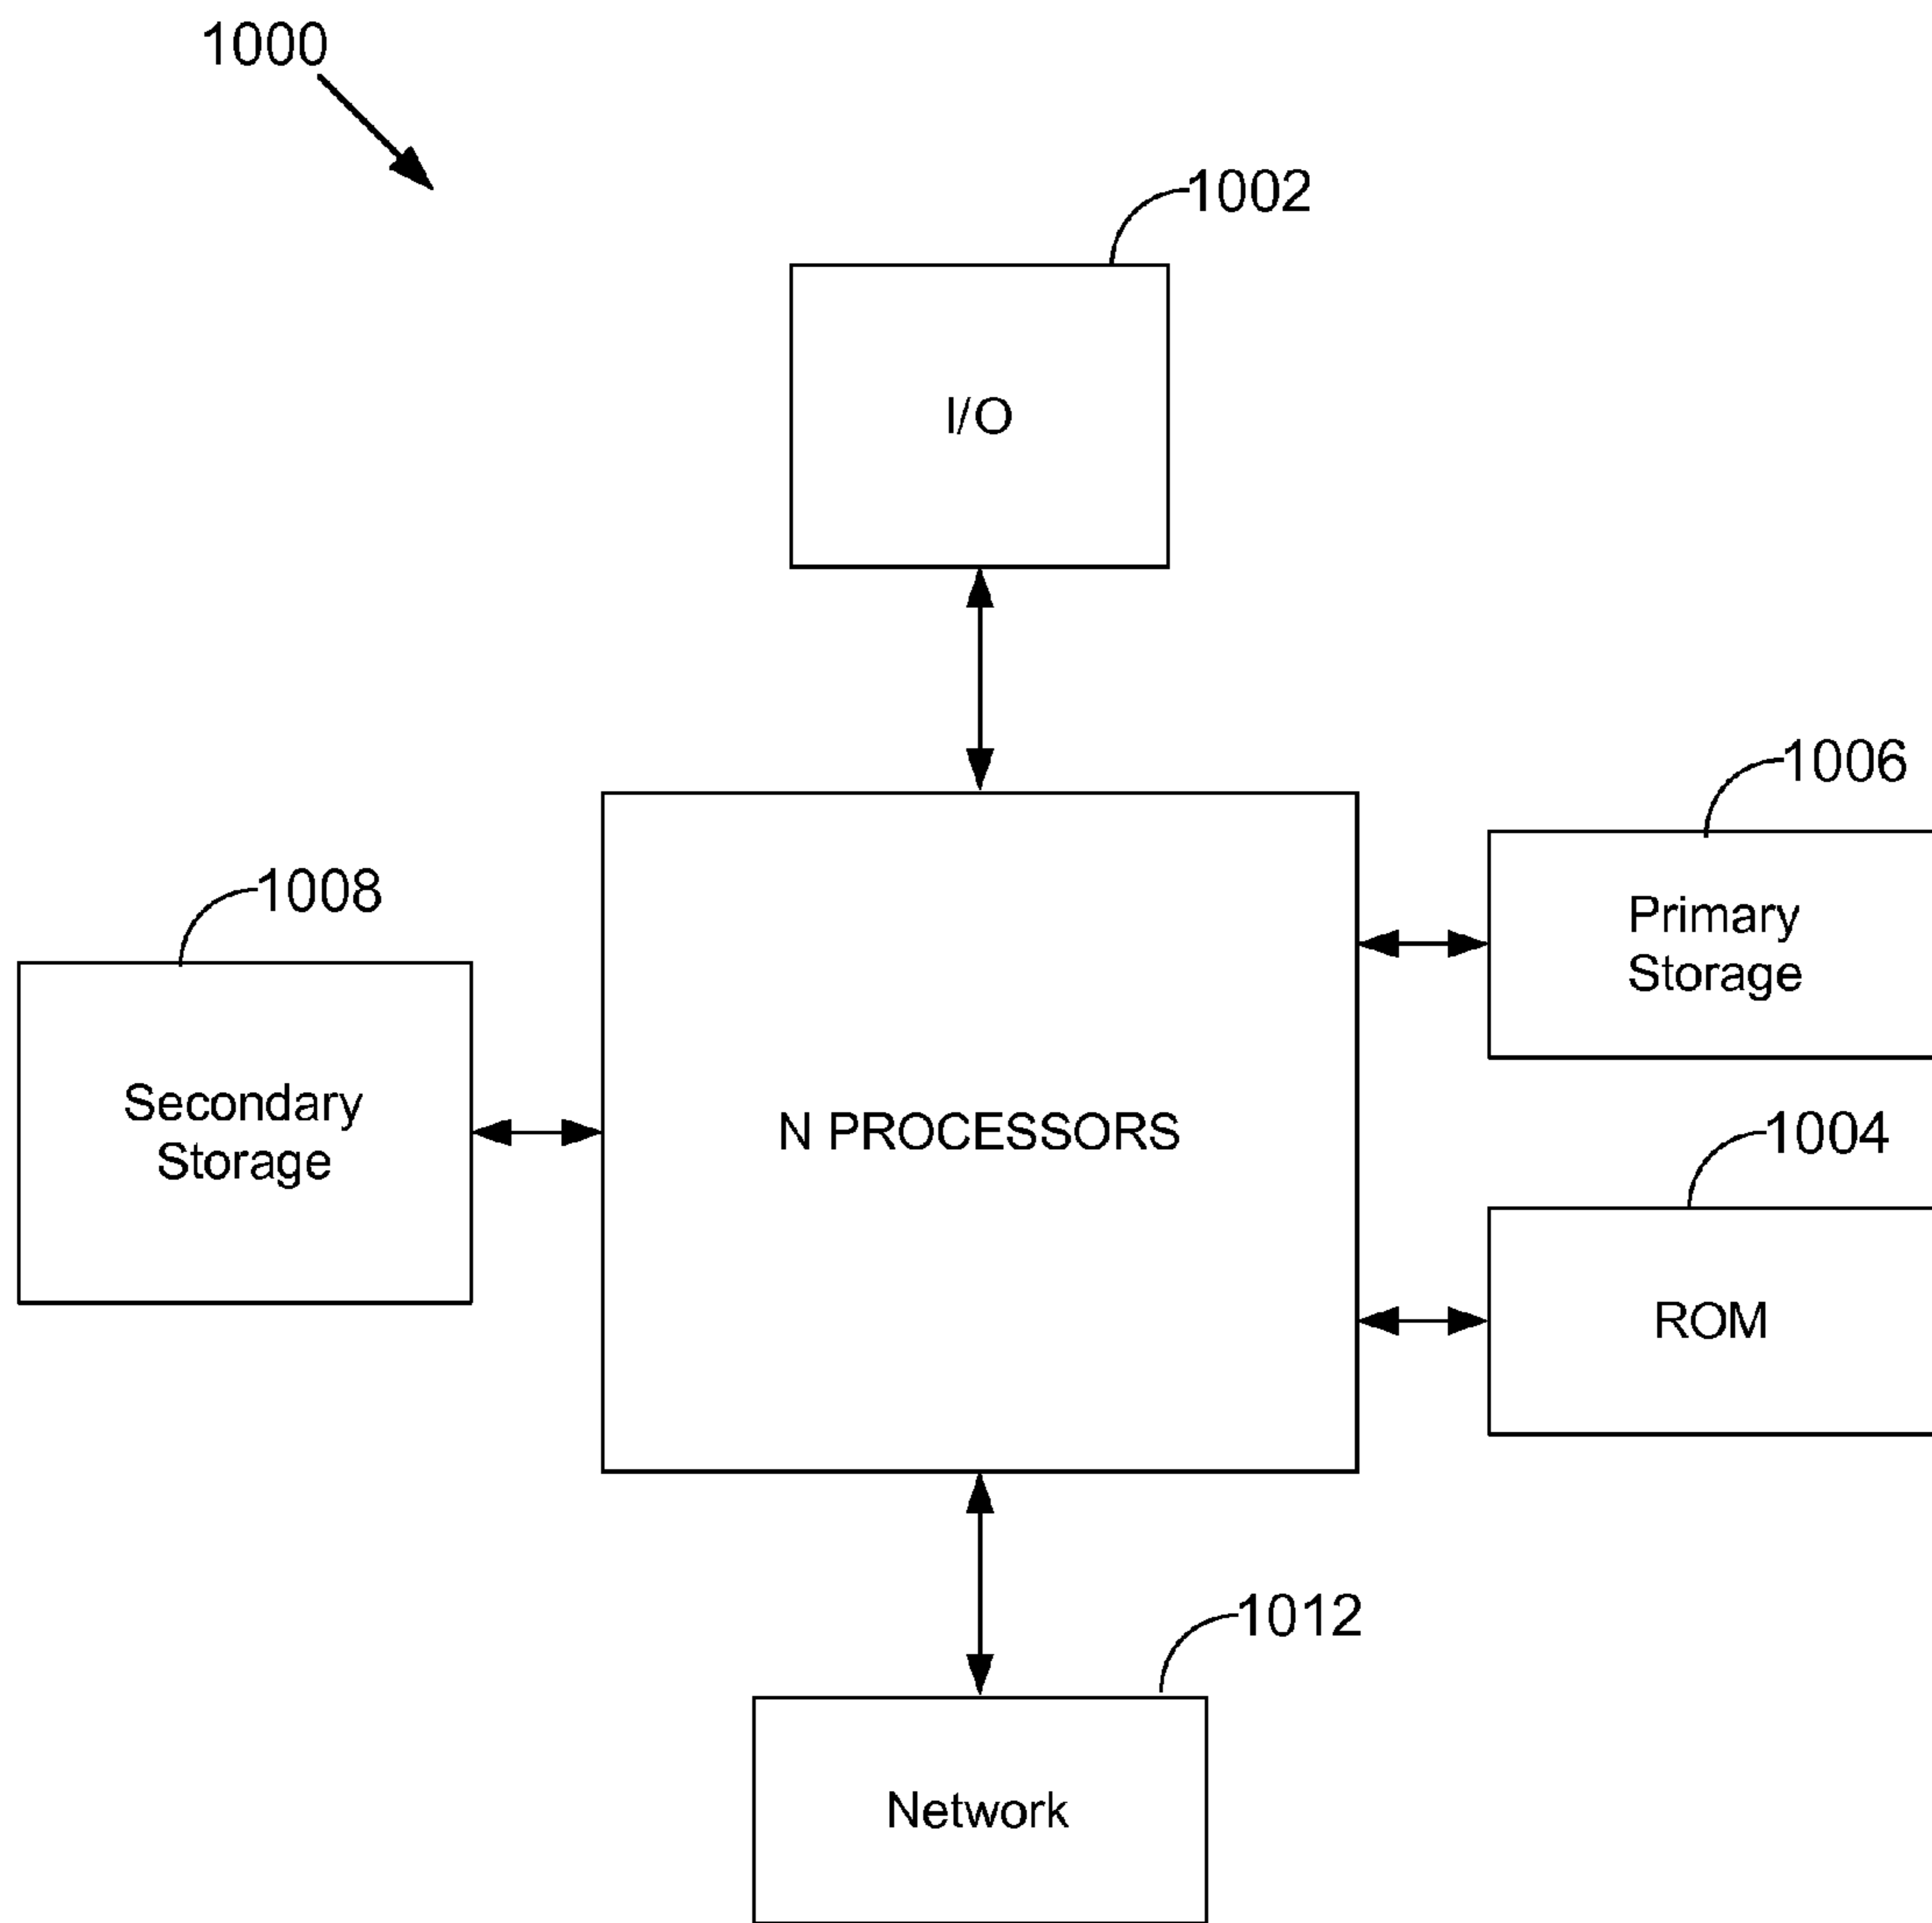 1000
1002
I/O
1006
Primary
Storage
1008
Secondary
Storage
N PROCESSORS
1004
ROM
1012
Network